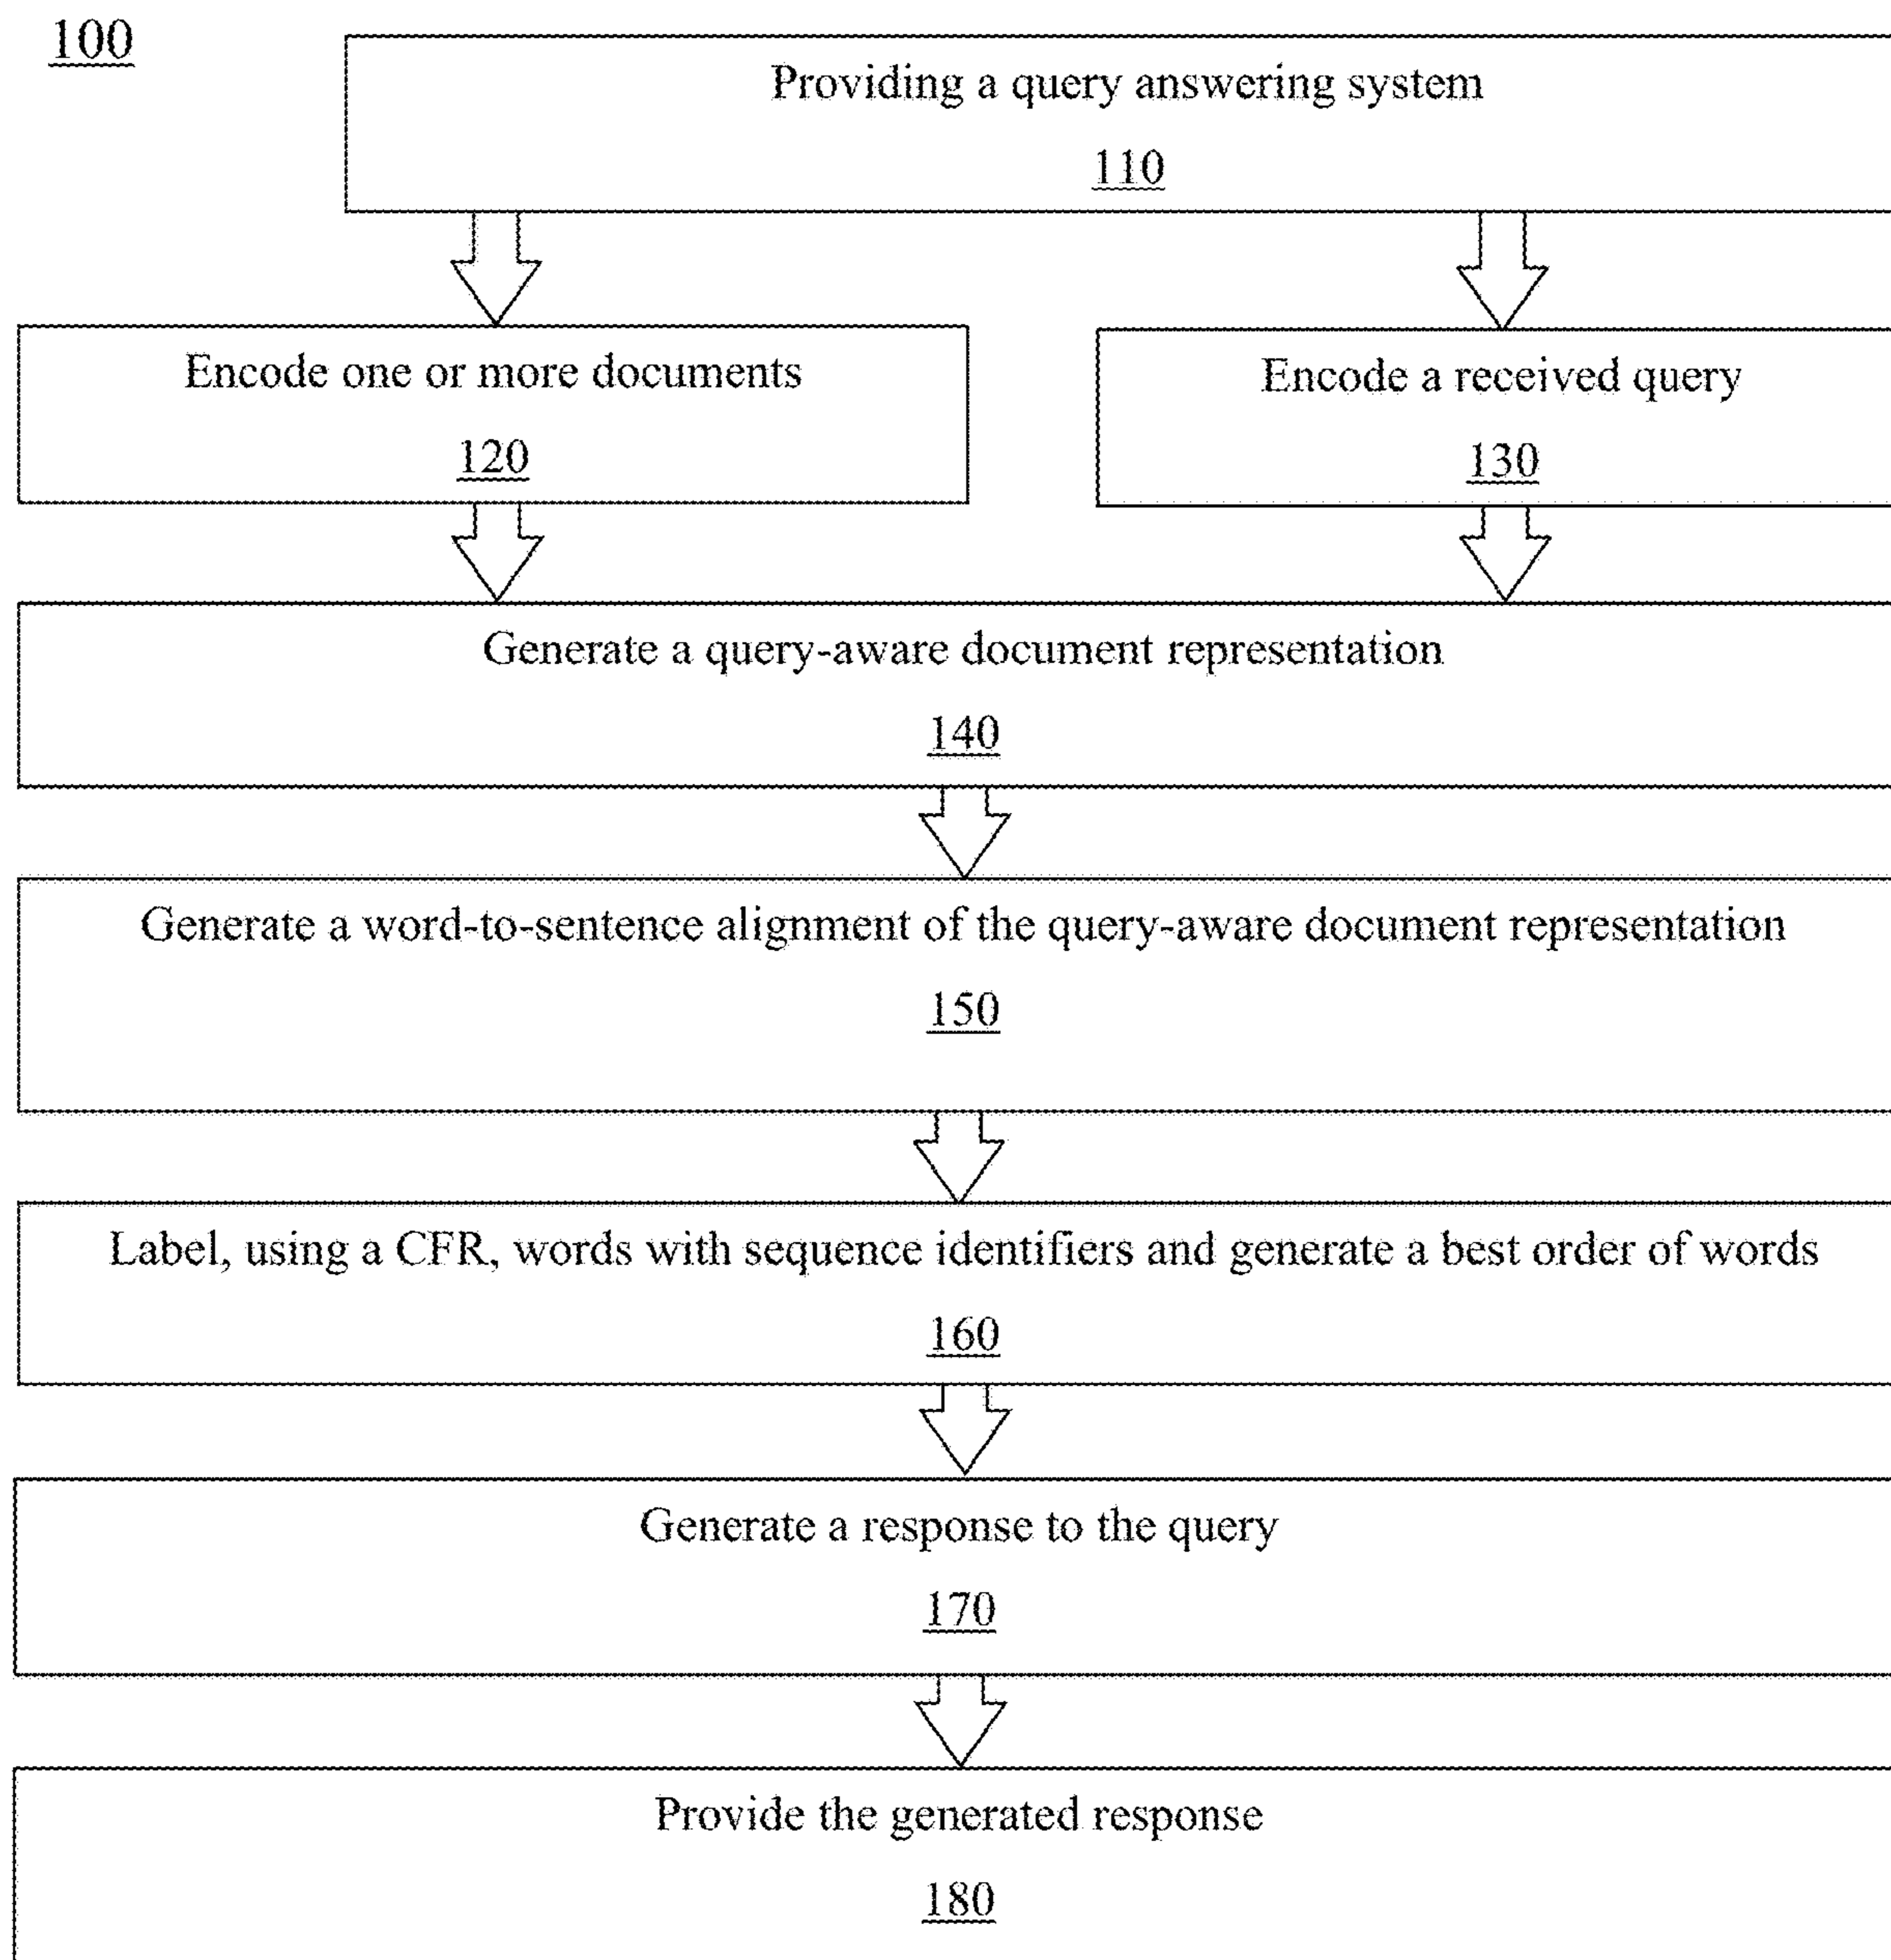 100
Providing a query answering system
110
Encode one or more documents
120
Encode a received query
130
Generate a query-aware document representation
140
Generate a word-to-sentence alignment of the query-aware document representation
150
Label, using a CFR, words with sequence identifiers and generate a best order of words
160
Generate a response to the query
170
Provide the generated response
180